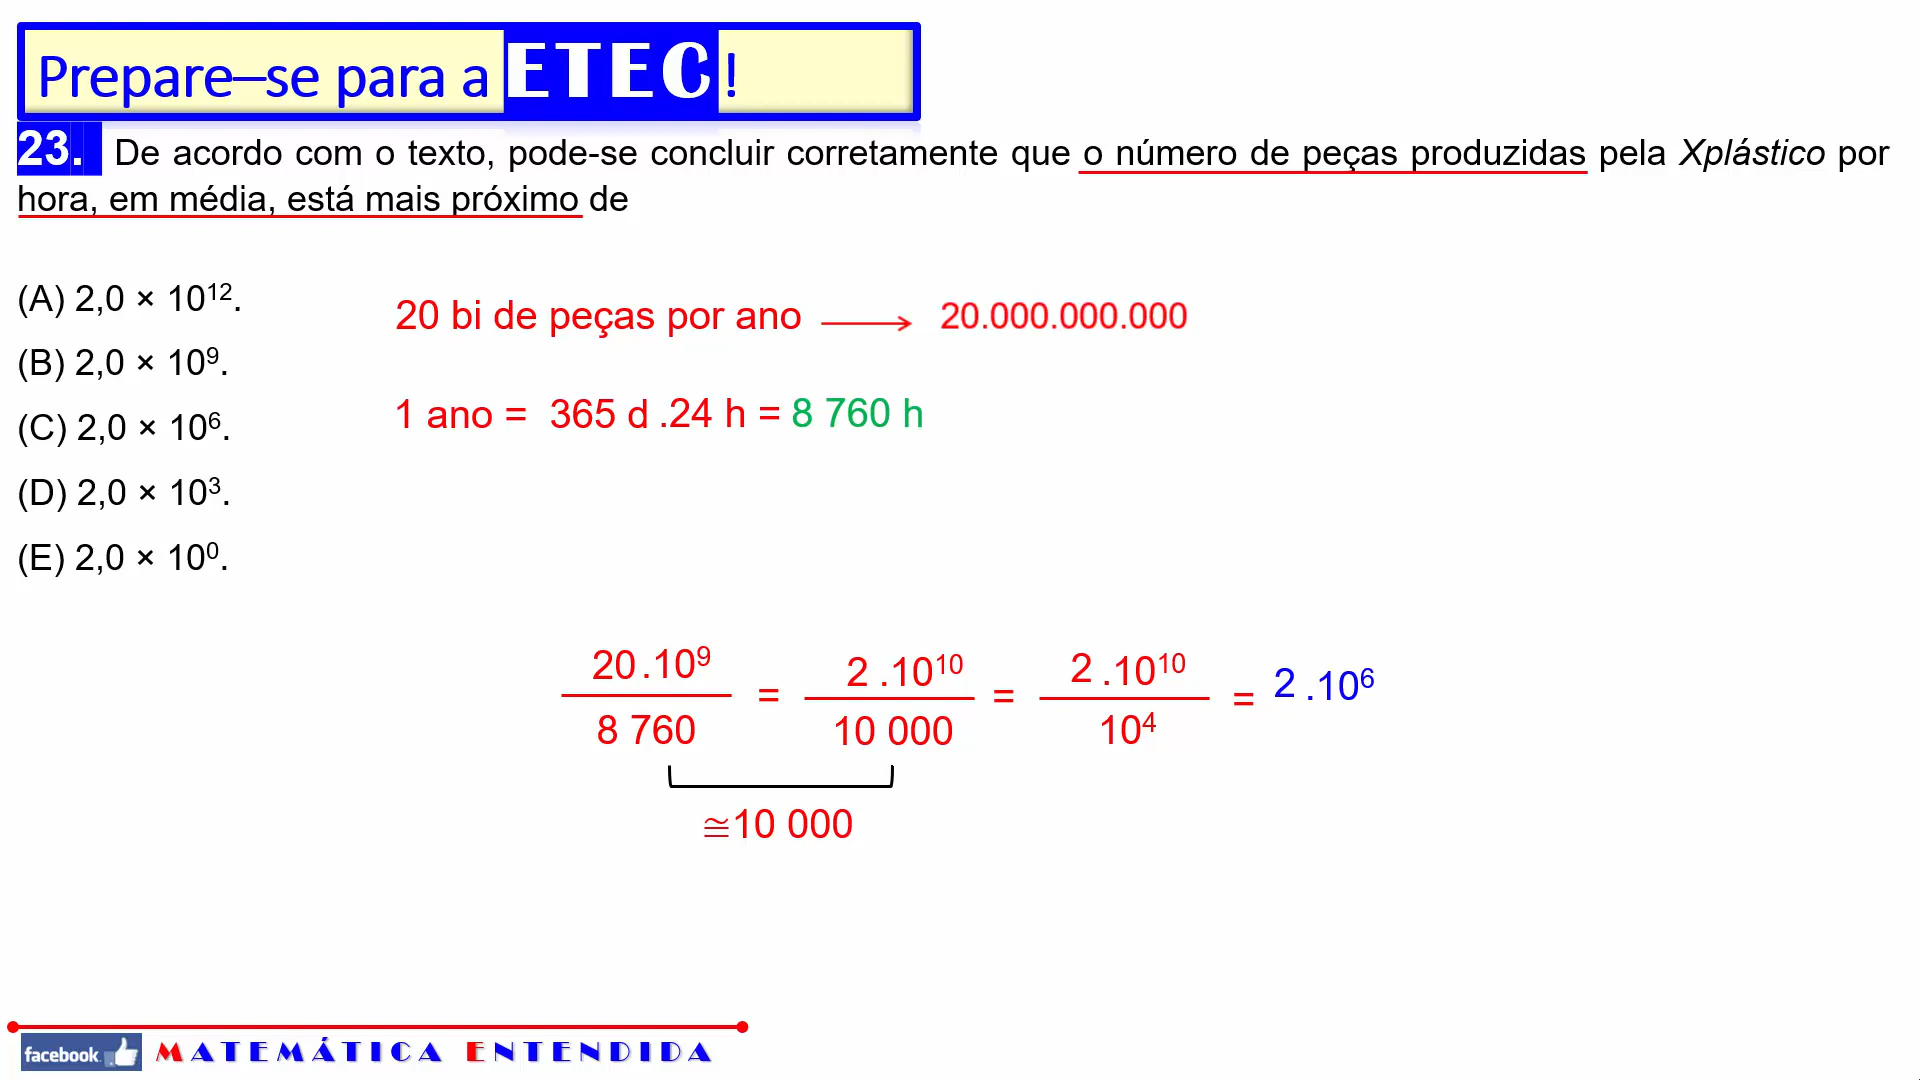 Prepare–se para a ETEC!
23. De acordo com o texto, pode-se concluir corretamente que o número de peças produzidas pela Xplástico por
hora, em média, está mais próximo de
(A) 2,0 × 10¹².
(B) 2,0 × 10⁹.
(C) 2,0 × 10⁶.
(D) 2,0 × 10³.
(E) 2,0 × 10⁰.
20 bi de peças por ano → 20.000.000.000
1 ano = 365 d .24 h = 8 760 h
20 .10⁹ / 8 760 = 2 .10¹⁰ / 10 000 = 2 .10¹⁰ / 10⁴ = 2 .10⁶
≅10 000
facebook MATEMÁTICA ENTENDIDA